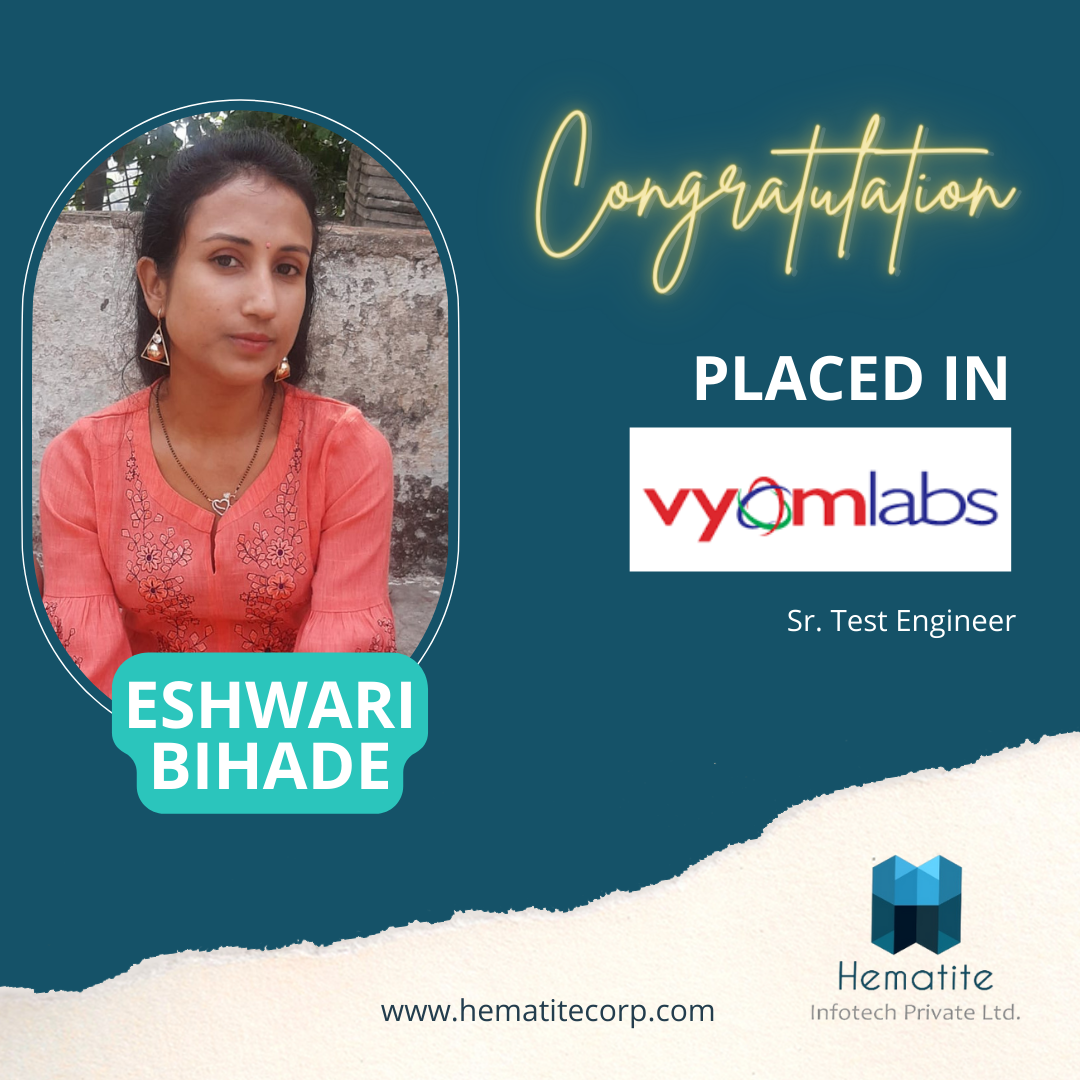 Congratulation
PLACED IN
vyomlabs
Sr. Test Engineer
ESHWARI
BIHADE
Hematite
Infotech Private Ltd.
www.hematitecorp.com